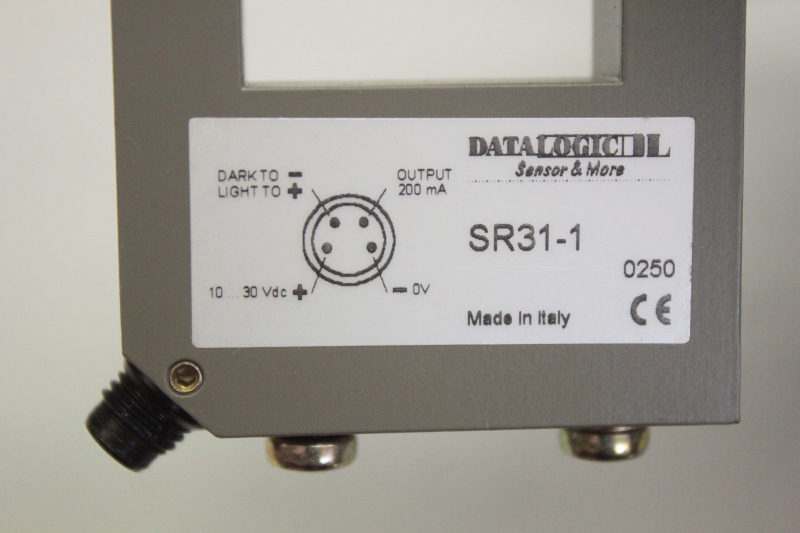 DATALOGIC
Sensor & More
DARK TO −
LIGHT TO +
OUTPUT
200 mA
SR31-1
0250
10 ... 30 Vdc +
− 0V
Made in Italy
CE